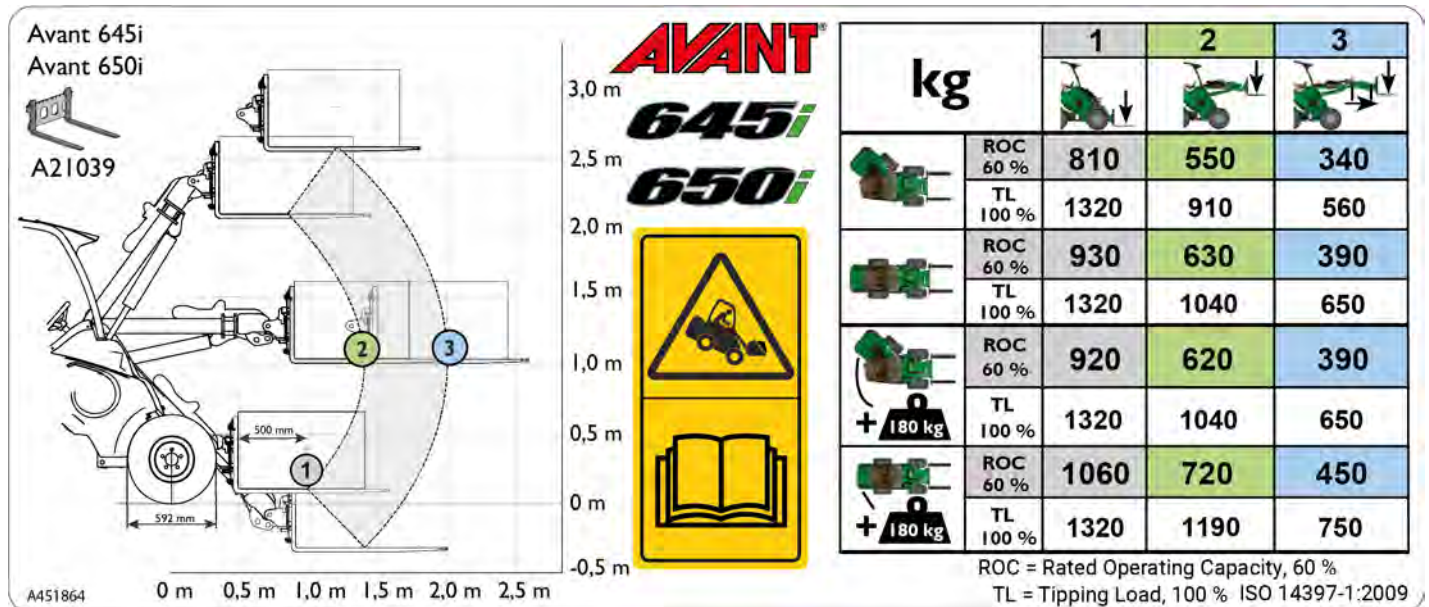 Avant 645i
Avant 650i
A21039
3,0 m
2,5 m
2,0 m
1,5 m
1,0 m
0,5 m
0 m
-0,5 m
2
3
500 mm
1
592 mm
A451864
0 m 0,5 m 1,0 m 1,5 m 2,0 m 2,5 m
AVANT®
645i
650i
kg 1 2 3
ROC 60 % 810 550 340
TL 100 % 1320 910 560
ROC 60 % 930 630 390
TL 100 % 1320 1040 650
ROC 60 % 920 620 390
+ 180 kg TL 100 % 1320 1040 650
ROC 60 % 1060 720 450
+ 180 kg TL 100 % 1320 1190 750
ROC = Rated Operating Capacity, 60 %
TL = Tipping Load, 100 % ISO 14397-1:2009